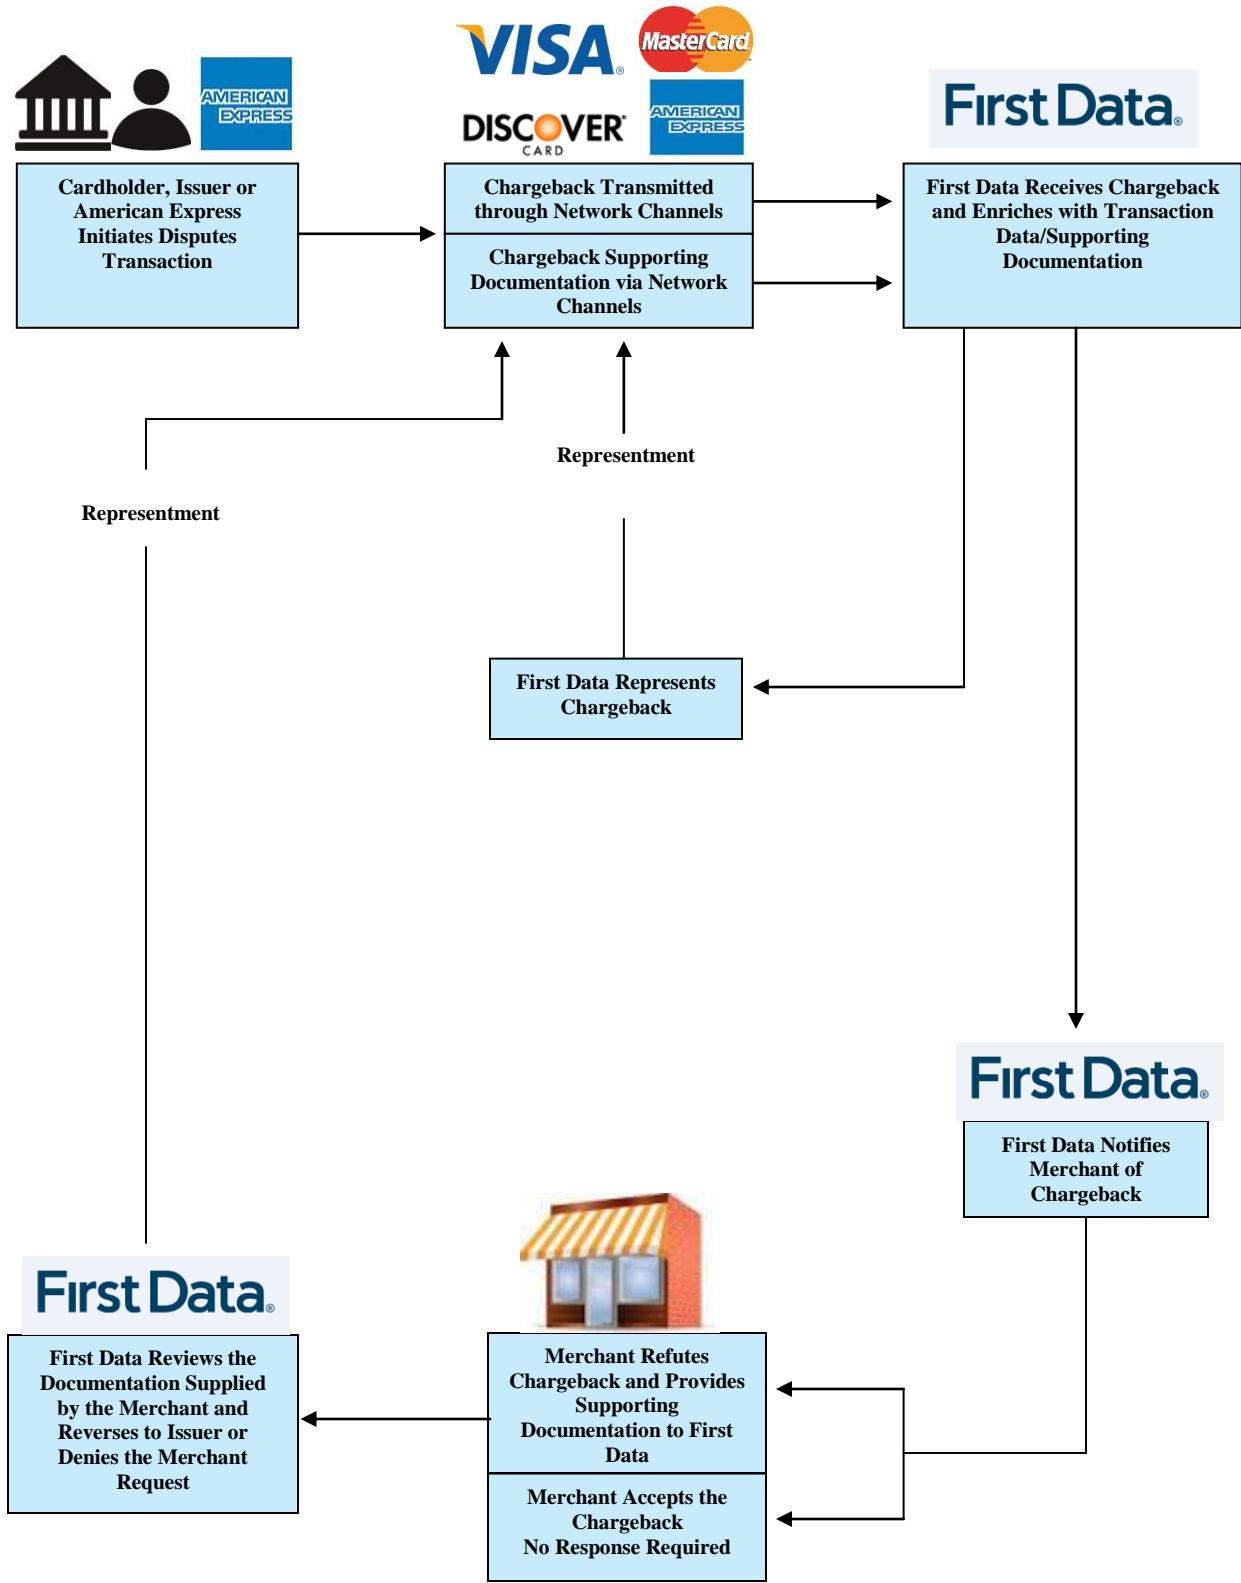 VISA
MasterCard
AMERICAN
EXPRESS
DISCOVER
CARD
AMERICAN
EXPRESS
First Data
Cardholder, Issuer or
American Express
Initiates Disputes
Transaction
Chargeback Transmitted
through Network Channels
Chargeback Supporting
Documentation via Network
Channels
First Data Receives Chargeback
and Enriches with Transaction
Data/Supporting
Documentation
Representment
Representment
First Data Represents
Chargeback
First Data
First Data Notifies
Merchant of
Chargeback
First Data
First Data Reviews the
Documentation Supplied
by the Merchant and
Reverses to Issuer or
Denies the Merchant
Request
Merchant Refutes
Chargeback and Provides
Supporting
Documentation to First
Data
Merchant Accepts the
Chargeback
No Response Required